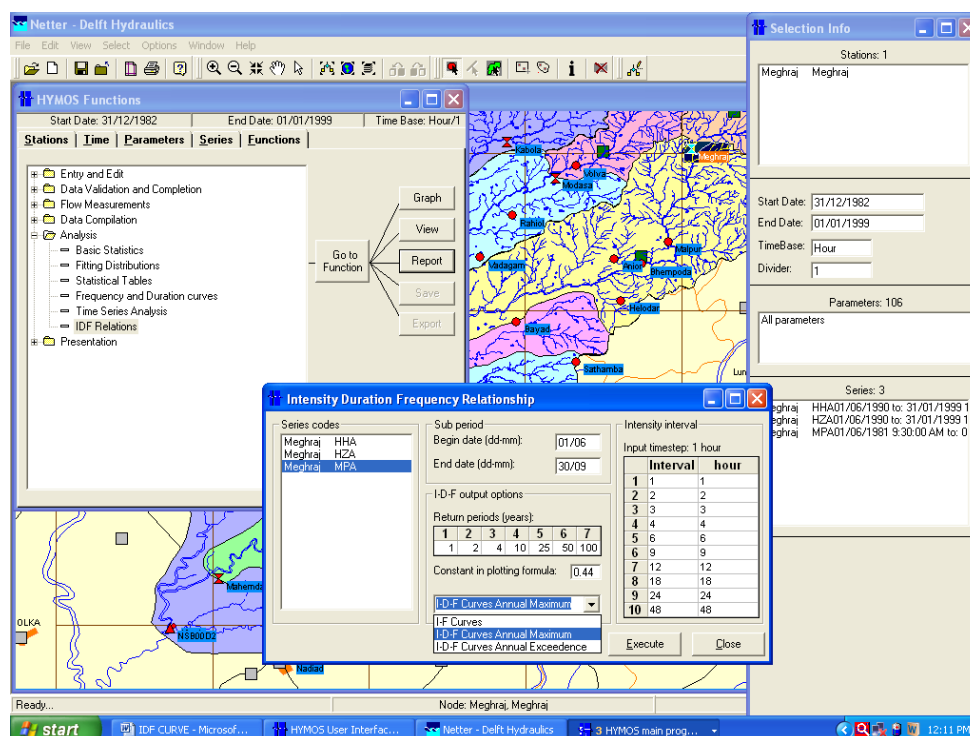 Netter - Delft Hydraulics
File Edit View Select Options Window Help
HYMOS Functions
Start Date: 31/12/1982 End Date: 01/01/1999 Time Base: Hour/1
Stations Time Parameters Series Functions
Entry and Edit
Data Validation and Completion
Flow Measurements
Data Compilation
Analysis
Basic Statistics
Fitting Distributions
Statistical Tables
Frequency and Duration curves
Time Series Analysis
IDF Relations
Presentation
Go to Function
Graph
View
Report
Save
Export
Kabola
Volva
Modasa
Meghraj
Rahiol
Vadagam
Malpur
Anior
Bhempoda
Helodar
Bayad
Sathamba
Lun
Selection Info
Stations: 1
Meghraj Meghraj
Start Date: 31/12/1982
End Date: 01/01/1999
TimeBase: Hour
Divider: 1
Parameters: 106
All parameters
Series: 3
eghraj HHA01/06/1990 to: 31/01/1999 1
eghraj HZA01/06/1990 to: 31/01/1999 1
eghraj MPA01/06/1981 9:30:00 AM to: 0
Intensity Duration Frequency Relationship
Series codes
Meghraj HHA
Meghraj HZA
Meghraj MPA
Sub period
Begin date (dd-mm): 01/06
End date (dd-mm): 30/09
I-D-F output options
Return periods (years):
1 2 3 4 5 6 7
1 2 4 10 25 50 100
Constant in plotting formula: 0.44
I-D-F Curves Annual Maximum
I-F Curves
I-D-F Curves Annual Maximum
I-D-F Curves Annual Exceedence
Intensity interval
Input timestep: 1 hour
Interval hour
1 1 1
2 2 2
3 3 3
4 4 4
5 6 6
6 9 9
7 12 12
8 18 18
9 24 24
10 48 48
Execute Close
OLKA
Mahemda
NSB00D2
Nadiad
Ready... Node: Meghraj, Meghraj
start IDF CURVE - Microsof... HYMOS User Interfac... Netter - Delft Hydraulics 3 HYMOS main prog... 12:11 PM